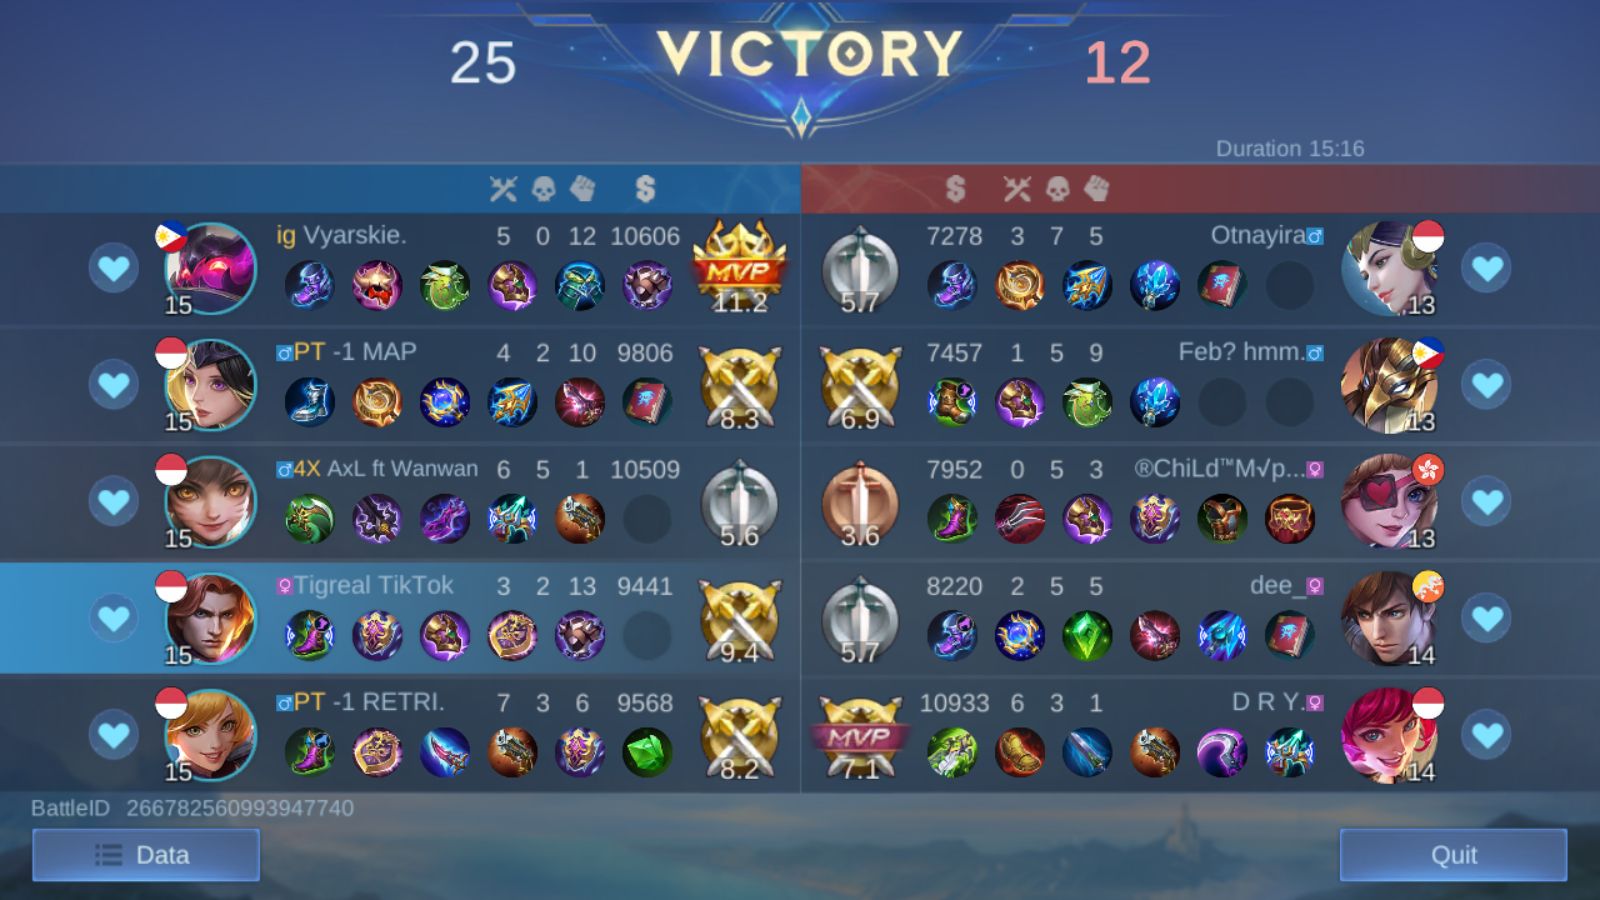 25 VICTORY 12
Duration 15:16
ig Vyarskie. 5 0 12 10606 MVP 11.2 15
5.7 7278 3 7 5 Otnayira 13
PT -1 MAP 4 2 10 9806 8.3 15
6.9 7457 1 5 9 Feb? hmm. 13
4X AxL ft Wanwan 6 5 1 10509 5.6 15
3.6 7952 0 5 3 ®ChiLd™M√p... 13
Tigreal TikTok 3 2 13 9441 9.4 15
5.7 8220 2 5 5 dee_ 14
PT -1 RETRI. 7 3 6 9568 8.2 15
MVP 7.1 10933 6 3 1 D R Y. 14
BattleID 266782560993947740
Data
Quit